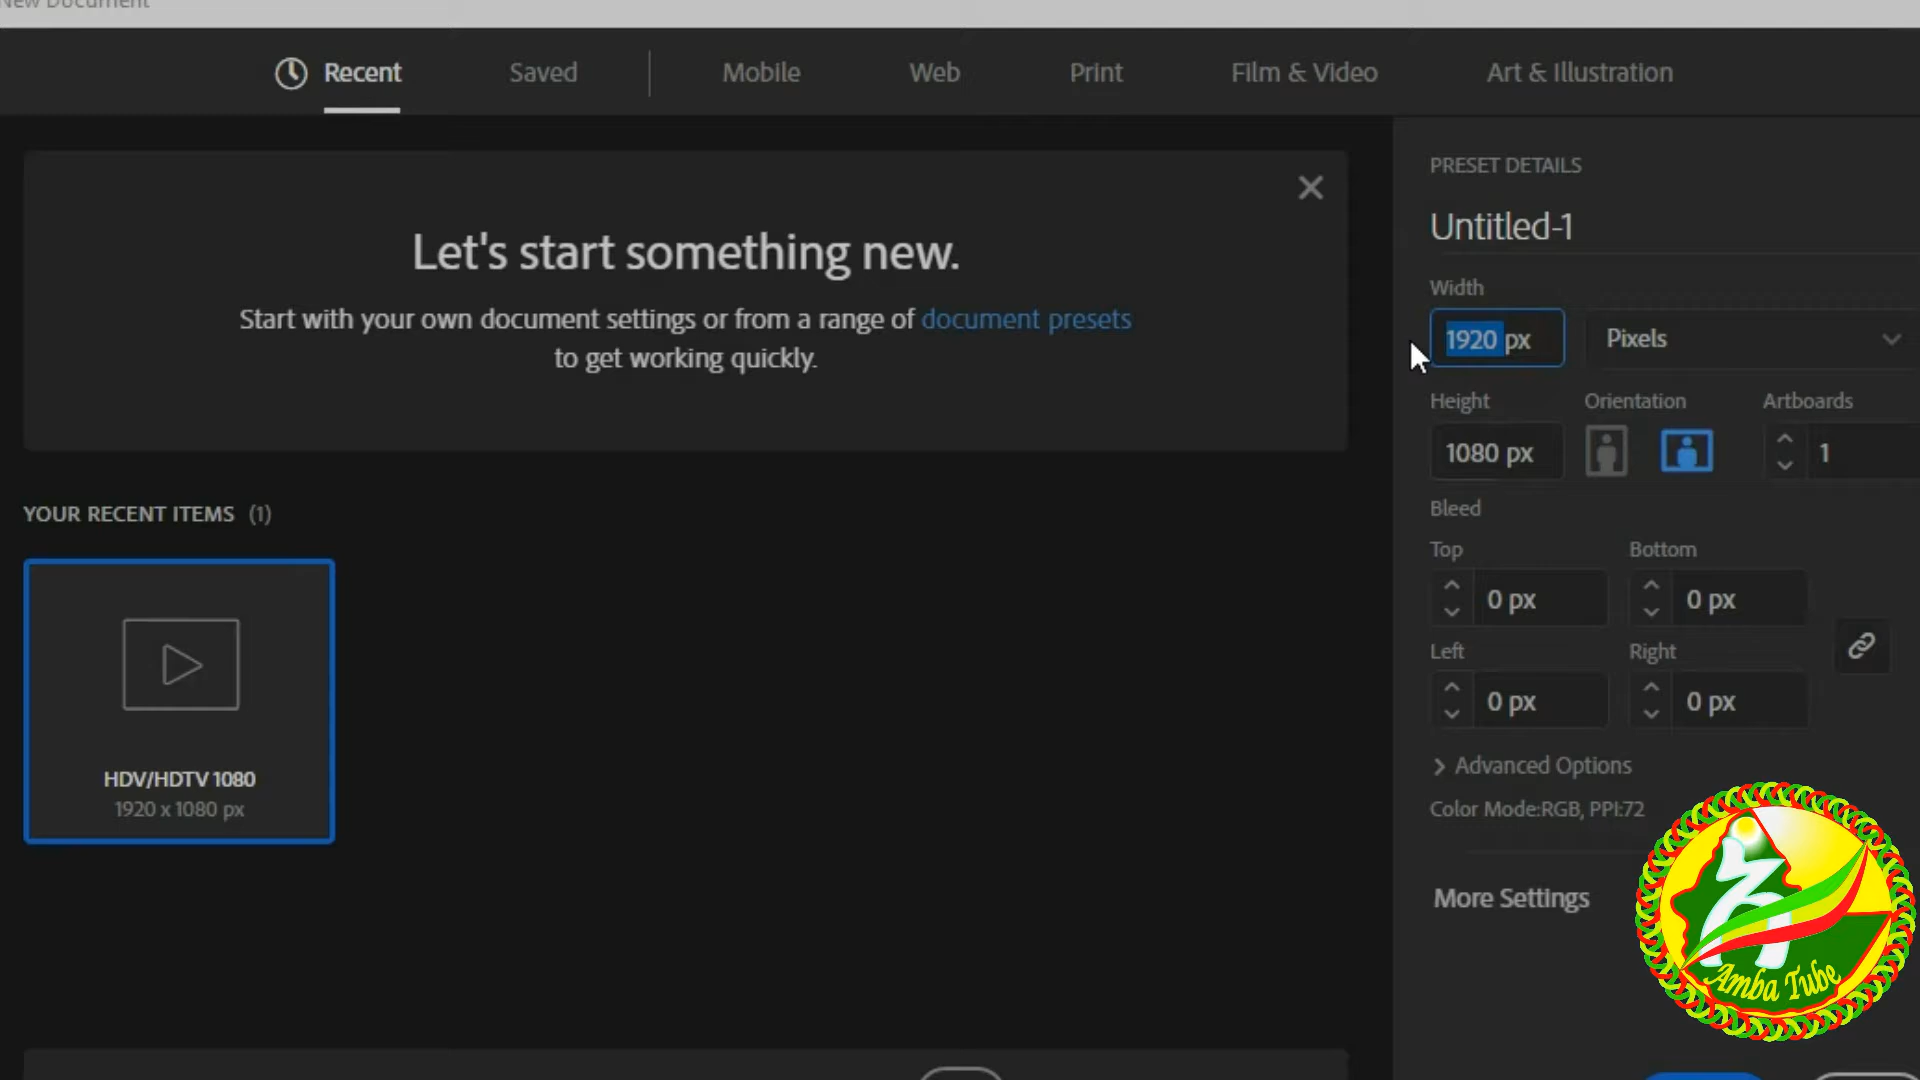 New Document
Recent
Saved
Mobile
Web
Print
Film & Video
Art & Illustration
Let's start something new.
Start with your own document settings or from a range of document presets
to get working quickly.
YOUR RECENT ITEMS (1)
HDV/HDTV 1080
1920 x 1080 px
PRESET DETAILS
Untitled-1
Width
1920 px
Pixels
Height
Orientation
Artboards
1080 px
1
Bleed
Top
Bottom
0 px
0 px
Left
Right
0 px
0 px
Advanced Options
Color Mode:RGB, PPI:72
More Settings
Amba Tube